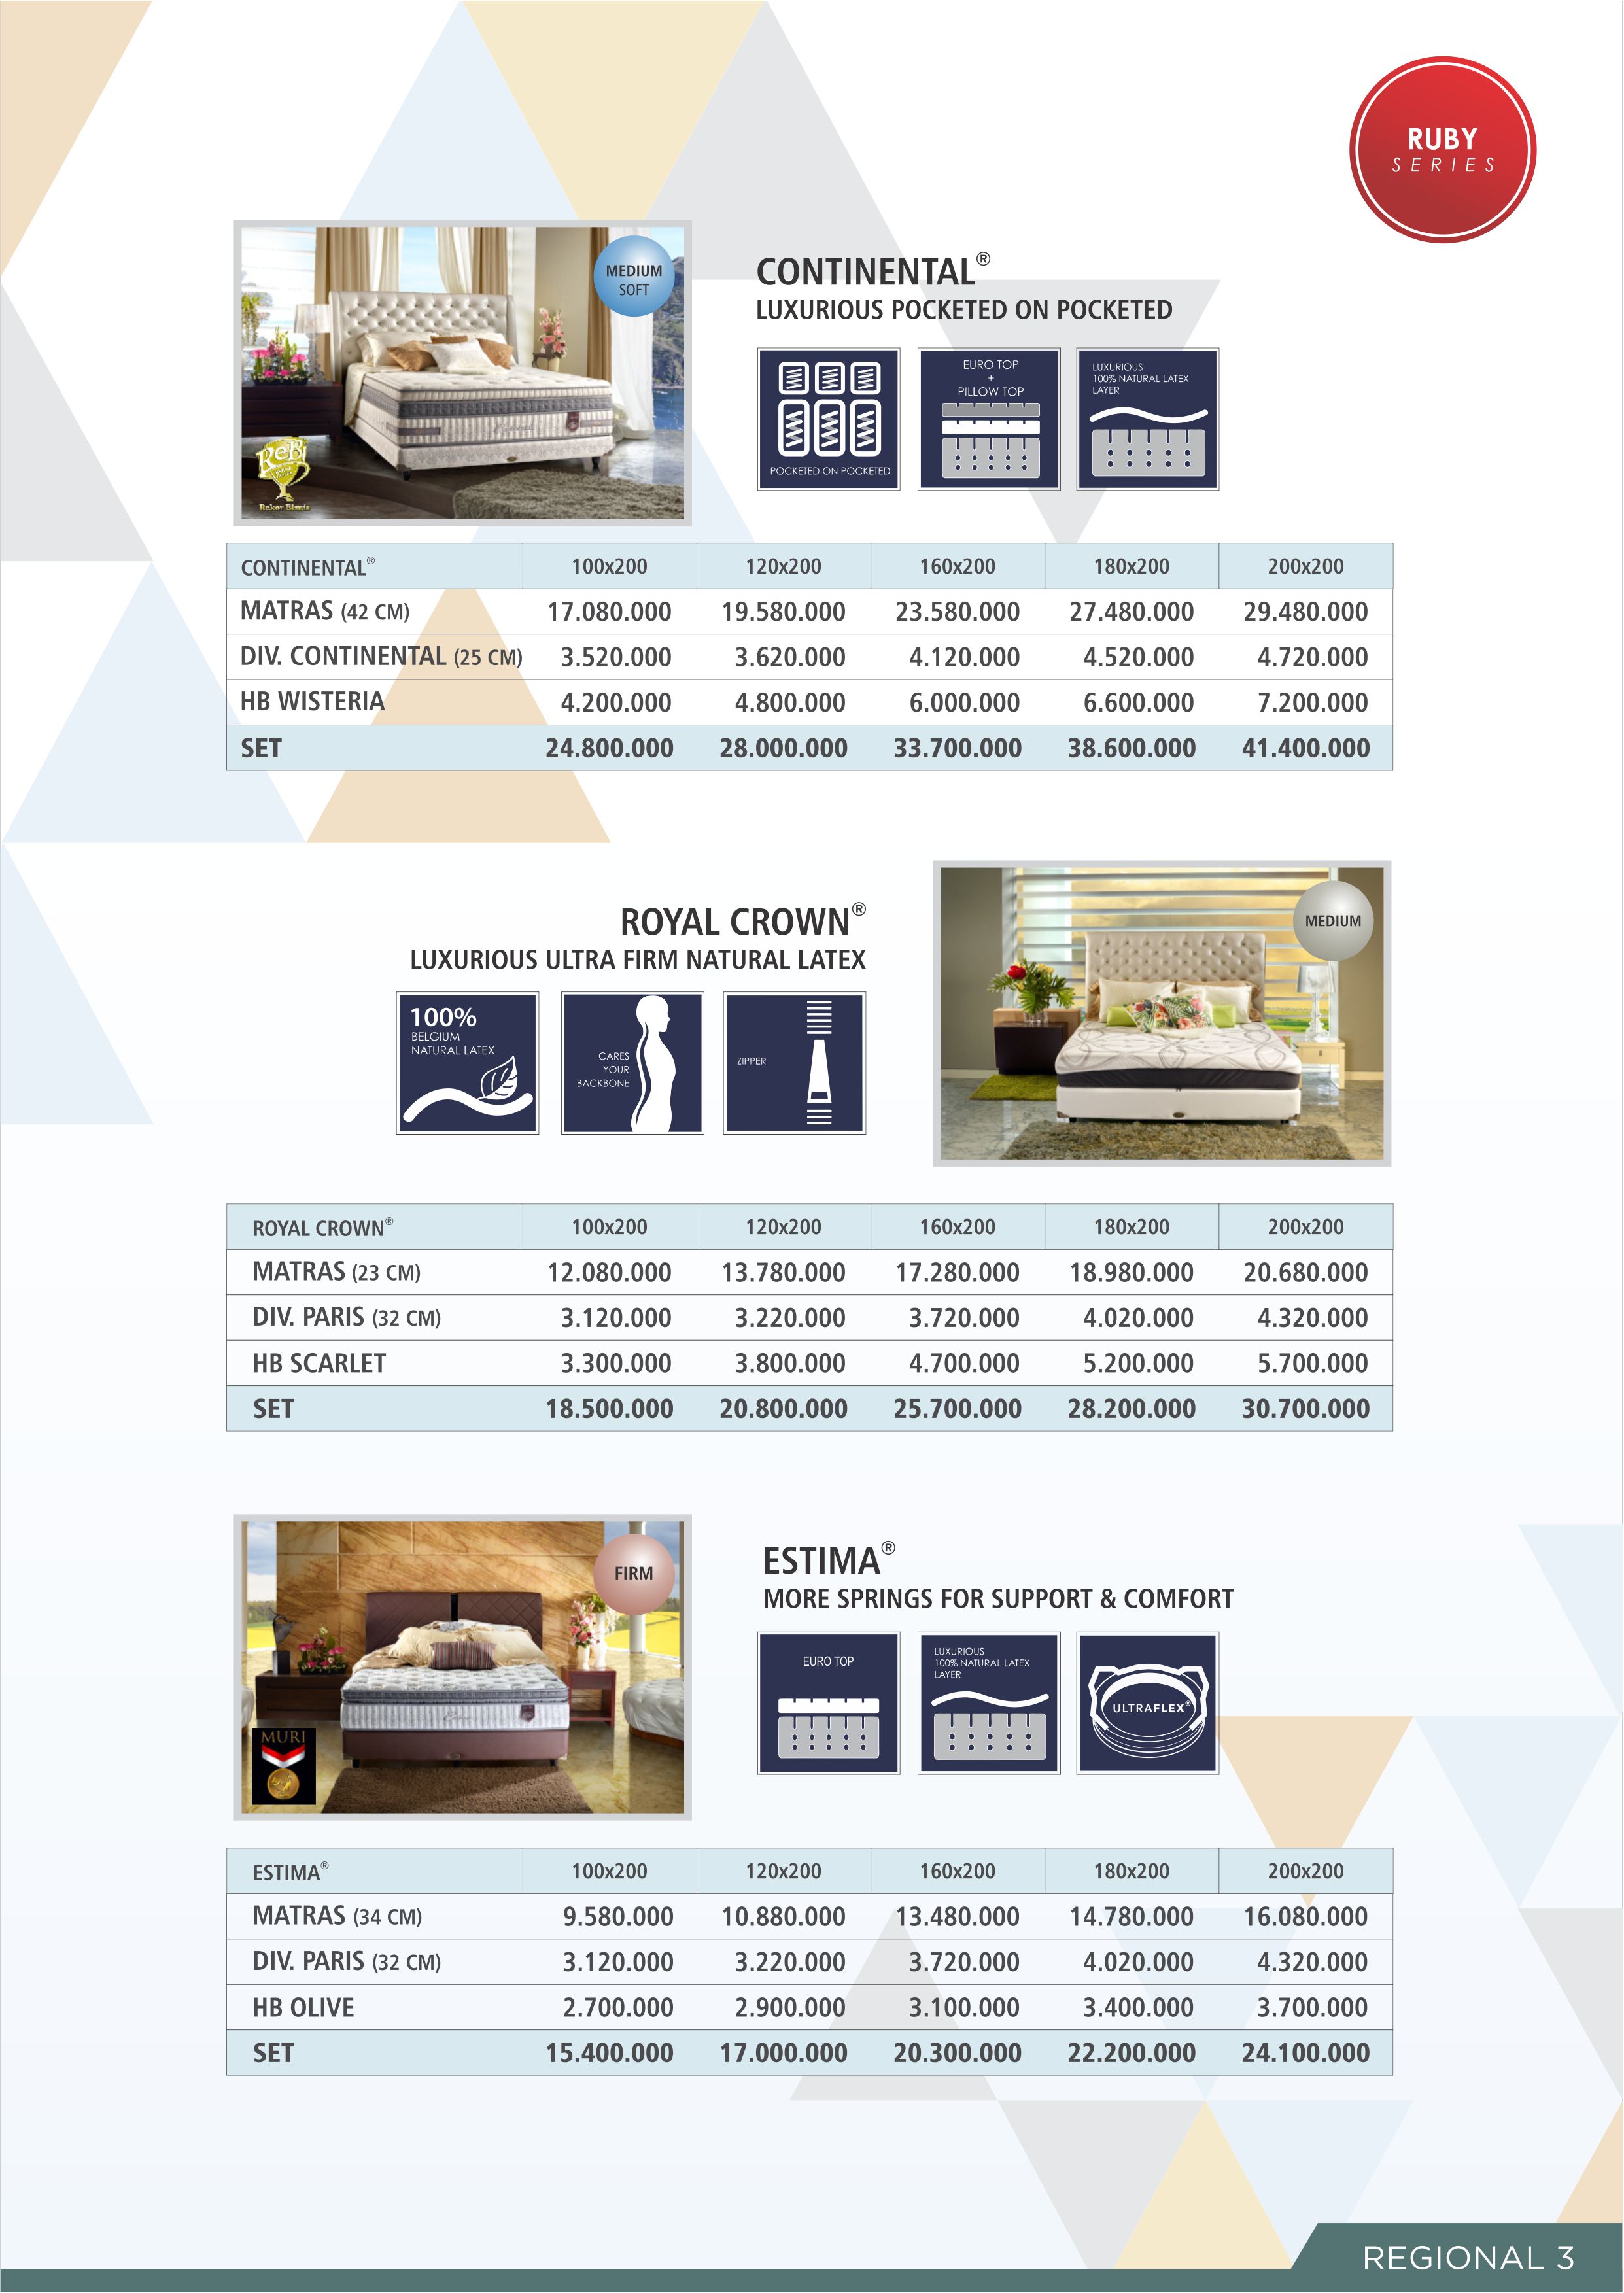 RUBY
SERIES
MEDIUM
SOFT
ReB
Rekor Bisnis
CONTINENTAL®
LUXURIOUS POCKETED ON POCKETED
POCKETED ON POCKETED
EURO TOP
+
PILLOW TOP
LUXURIOUS
100% NATURAL LATEX
LAYER
CONTINENTAL® 100x200 120x200 160x200 180x200 200x200
MATRAS (42 CM) 17.080.000 19.580.000 23.580.000 27.480.000 29.480.000
DIV. CONTINENTAL (25 CM) 3.520.000 3.620.000 4.120.000 4.520.000 4.720.000
HB WISTERIA 4.200.000 4.800.000 6.000.000 6.600.000 7.200.000
SET 24.800.000 28.000.000 33.700.000 38.600.000 41.400.000
ROYAL CROWN®
LUXURIOUS ULTRA FIRM NATURAL LATEX
100%
BELGIUM
NATURAL LATEX
CARES
YOUR
BACKBONE
ZIPPER
MEDIUM
ROYAL CROWN® 100x200 120x200 160x200 180x200 200x200
MATRAS (23 CM) 12.080.000 13.780.000 17.280.000 18.980.000 20.680.000
DIV. PARIS (32 CM) 3.120.000 3.220.000 3.720.000 4.020.000 4.320.000
HB SCARLET 3.300.000 3.800.000 4.700.000 5.200.000 5.700.000
SET 18.500.000 20.800.000 25.700.000 28.200.000 30.700.000
FIRM
MURI
ESTIMA®
MORE SPRINGS FOR SUPPORT & COMFORT
EURO TOP
LUXURIOUS
100% NATURAL LATEX
LAYER
ULTRAFLEX®
ESTIMA® 100x200 120x200 160x200 180x200 200x200
MATRAS (34 CM) 9.580.000 10.880.000 13.480.000 14.780.000 16.080.000
DIV. PARIS (32 CM) 3.120.000 3.220.000 3.720.000 4.020.000 4.320.000
HB OLIVE 2.700.000 2.900.000 3.100.000 3.400.000 3.700.000
SET 15.400.000 17.000.000 20.300.000 22.200.000 24.100.000
REGIONAL 3